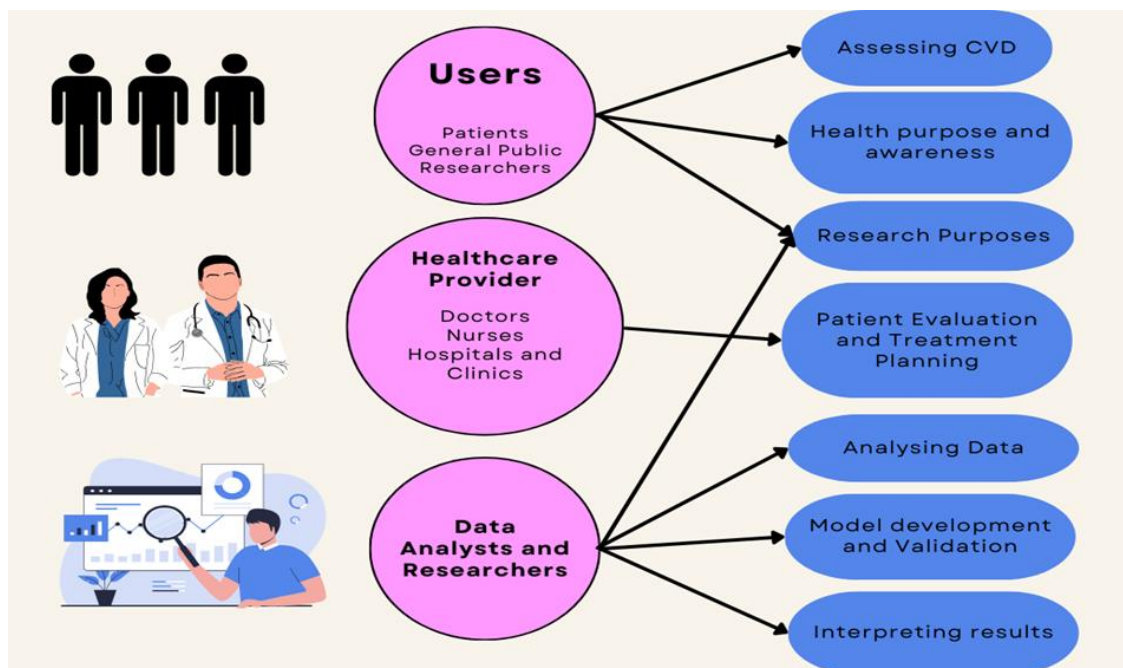 Users
Patients
General Public
Researchers
Healthcare
Provider
Doctors
Nurses
Hospitals and
Clinics
Data
Analysts and
Researchers
Assessing CVD
Health purpose and
awareness
Research Purposes
Patient Evaluation
and Treatment
Planning
Analysing Data
Model development
and Validation
Interpreting results